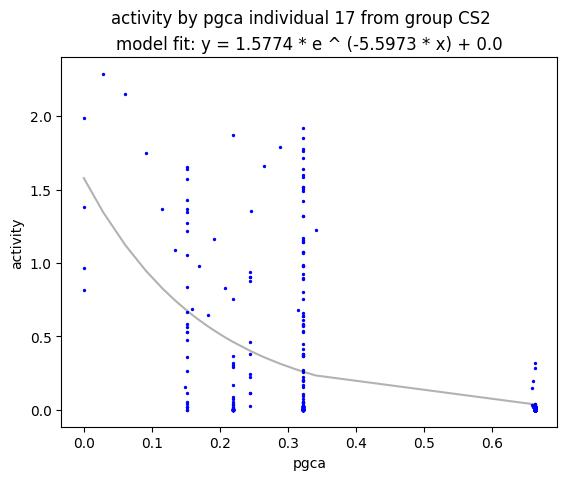 activity by pgca individual 17 from group CS2
model fit: y = 1.5774 * e ^ (-5.5973 * x) + 0.0
2.0
1.5
1.0
0.5
0.0
activity
0.0 0.1 0.2 0.3 0.4 0.5 0.6
pgca